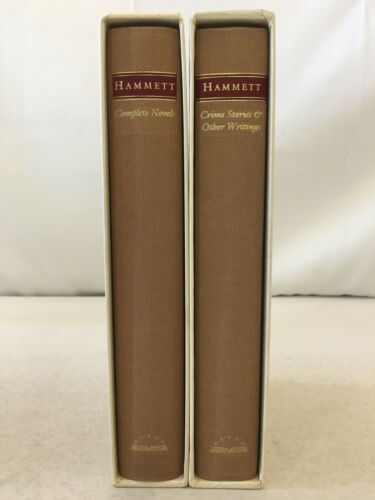 HAMMETT
Complete Novels
HAMMETT
Crime Stories &
Other Writings